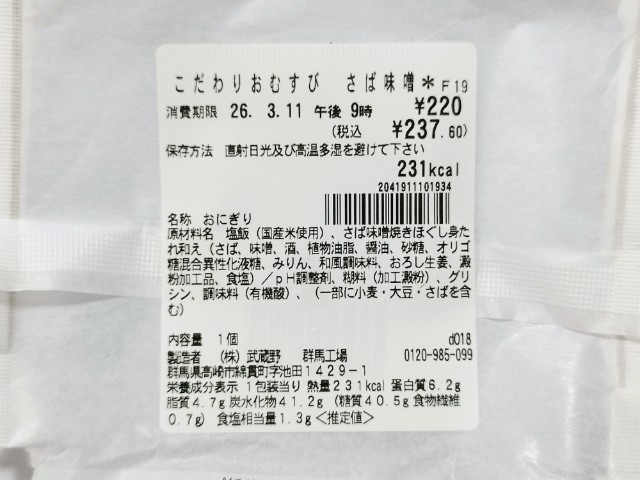 こだわりおむすび さば味噌＊F19
消費期限 26. 3.11 午後 9時 ¥220
(税込 ¥237.60)
保存方法 直射日光及び高温多湿を避けて下さい
231kcal
2041911101934
名称 おにぎり
原材料名 塩飯（国産米使用）、さば味噌焼きほぐし身た
れ和え（さば、味噌、酒、植物油脂、醤油、砂糖、オリゴ
糖混合異性化液糖、みりん、和風調味料、おろし生姜、澱
粉加工品、食塩）／pH調整剤、糊料（加工澱粉）、グリ
シン、調味料（有機酸）、（一部に小麦・大豆・さばを含
む）
内容量 1個 d018
製造者 （株）武蔵野 群馬工場 0120-985-099
群馬県高崎市綿貫町字池田1429-1
栄養成分表示 1包装当り 熱量231kcal 蛋白質6.2g
脂質4.7g 炭水化物41.2g（糖質40.5g 食物繊維
0.7g） 食塩相当量1.3g＜推定値＞